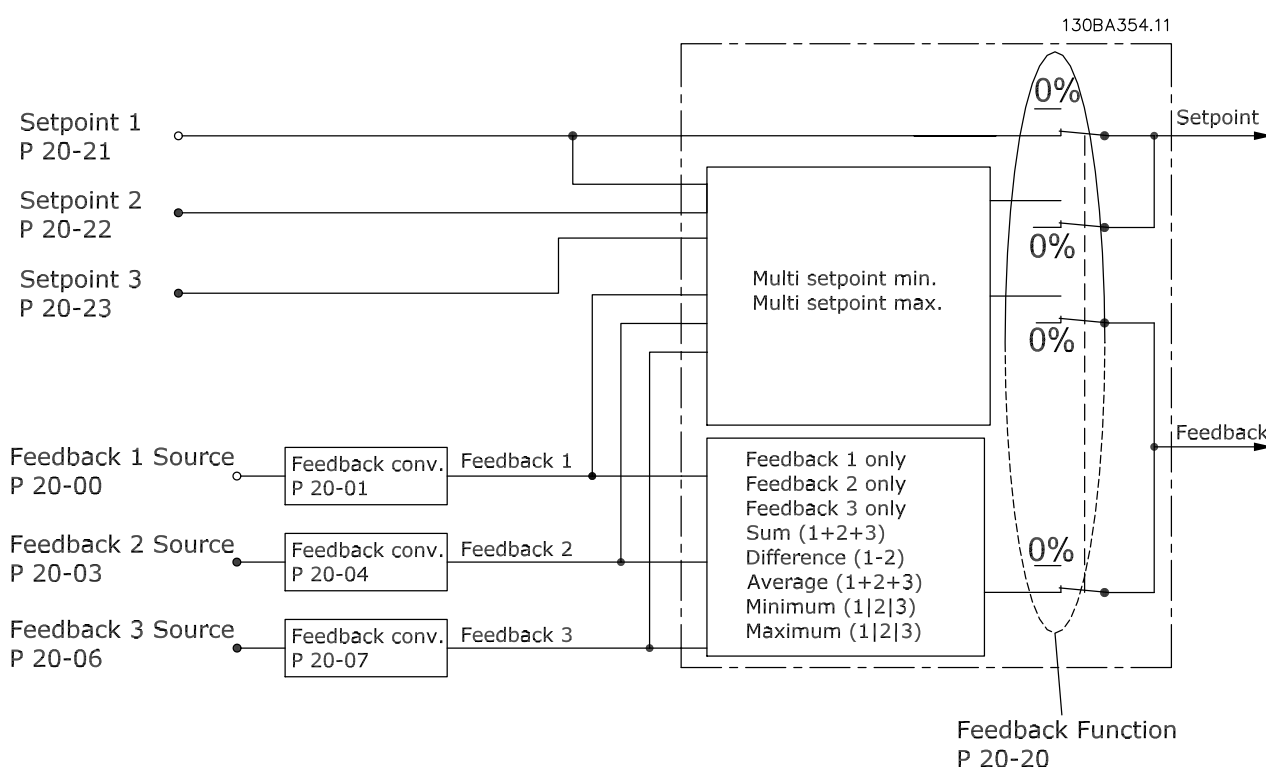 130BA354.11
0%
Setpoint 1
P 20-21
Setpoint
Setpoint 2
P 20-22
0%
Setpoint 3
P 20-23
Multi setpoint min.
Multi setpoint max.
0%
Feedback
Feedback 1 Source
P 20-00
Feedback conv.
P 20-01
Feedback 1
Feedback 1 only
Feedback 2 only
Feedback 3 only
Sum (1+2+3)
Difference (1-2)
Average (1+2+3)
Minimum (1|2|3)
Maximum (1|2|3)
0%
Feedback 2 Source
P 20-03
Feedback conv.
P 20-04
Feedback 2
Feedback 3 Source
P 20-06
Feedback conv.
P 20-07
Feedback 3
Feedback Function
P 20-20